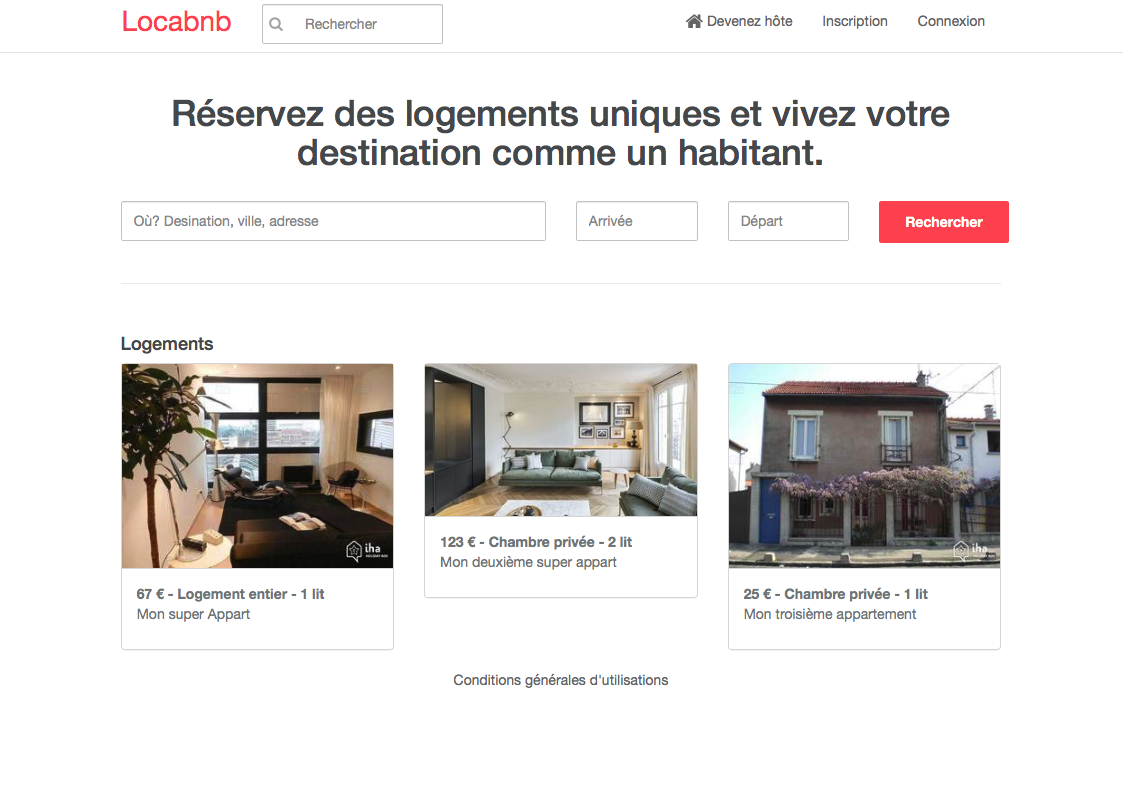 Locabnb
Rechercher
Devenez hôte
Inscription
Connexion
Réservez des logements uniques et vivez votre
destination comme un habitant.
Où? Desination, ville, adresse
Arrivée
Départ
Rechercher
Logements
iha
iha
67 € - Logement entier - 1 lit
Mon super Appart
123 € - Chambre privée - 2 lit
Mon deuxième super appart
25 € - Chambre privée - 1 lit
Mon troisième appartement
Conditions générales d'utilisations